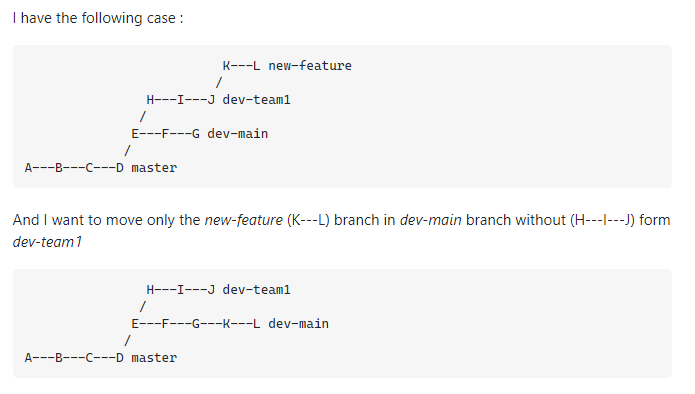 I have the following case :
K---L new-feature
/
H---I---J dev-team1
/
E---F---G dev-main
/
A---B---C---D master
And I want to move only the new-feature (K---L) branch in dev-main branch without (H---I---J) form
dev-team1
H---I---J dev-team1
/
E---F---G---K---L dev-main
/
A---B---C---D master